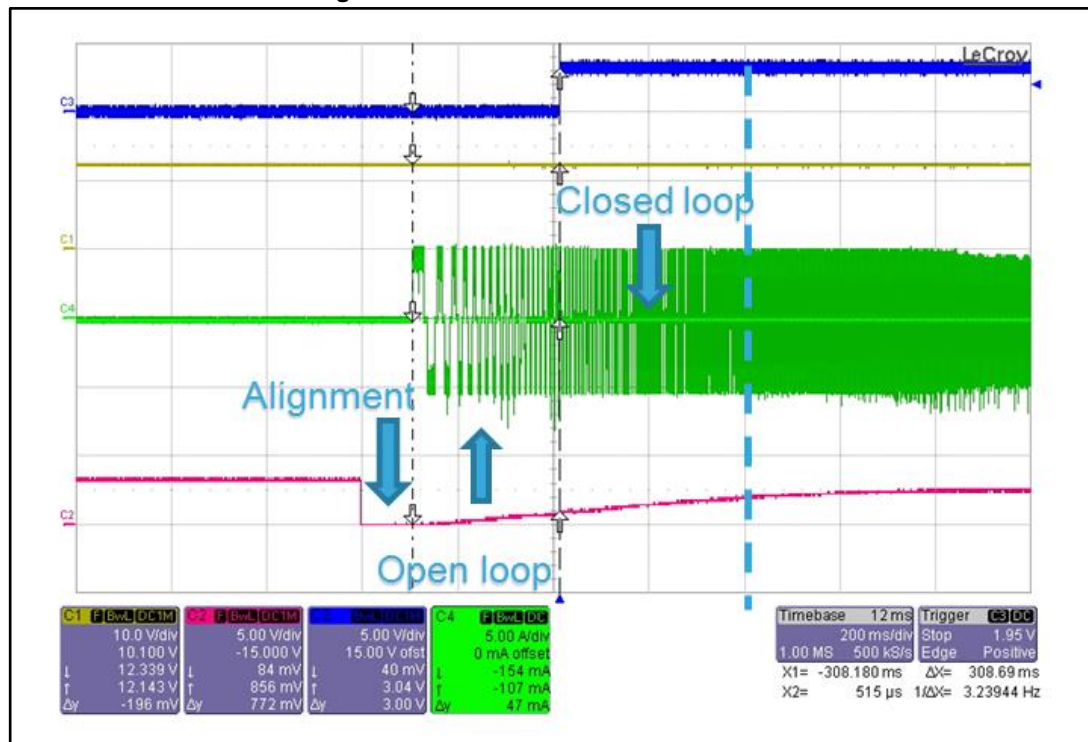 LeCroy
C3
Closed loop
C1
C4
Alignment
C2
Open loop
C1 F BwL DC1M
10.0 V/div
10.100 V
↓ 12.339 V
↑ 12.143 V
Δy -196 mV
C2 F BwL DC1M
5.00 V/div
-15.000 V
↓ 84 mV
↑ 856 mV
Δy 772 mV
BwL DC1M
5.00 V/div
15.00 V ofst
↓ 40 mV
↑ 3.04 V
Δy 3.00 V
C4 F BwL DC
5.00 A/div
0 mA offset
↓ -154 mA
↑ -107 mA
Δy 47 mA
Timebase 12 ms
200 ms/div
1.00 MS 500 kS/s
Trigger C3 DC
Stop 1.95 V
Edge Positive
X1= -308.180 ms ΔX= 308.69 ms
X2= 515 µs 1/ΔX= 3.23944 Hz